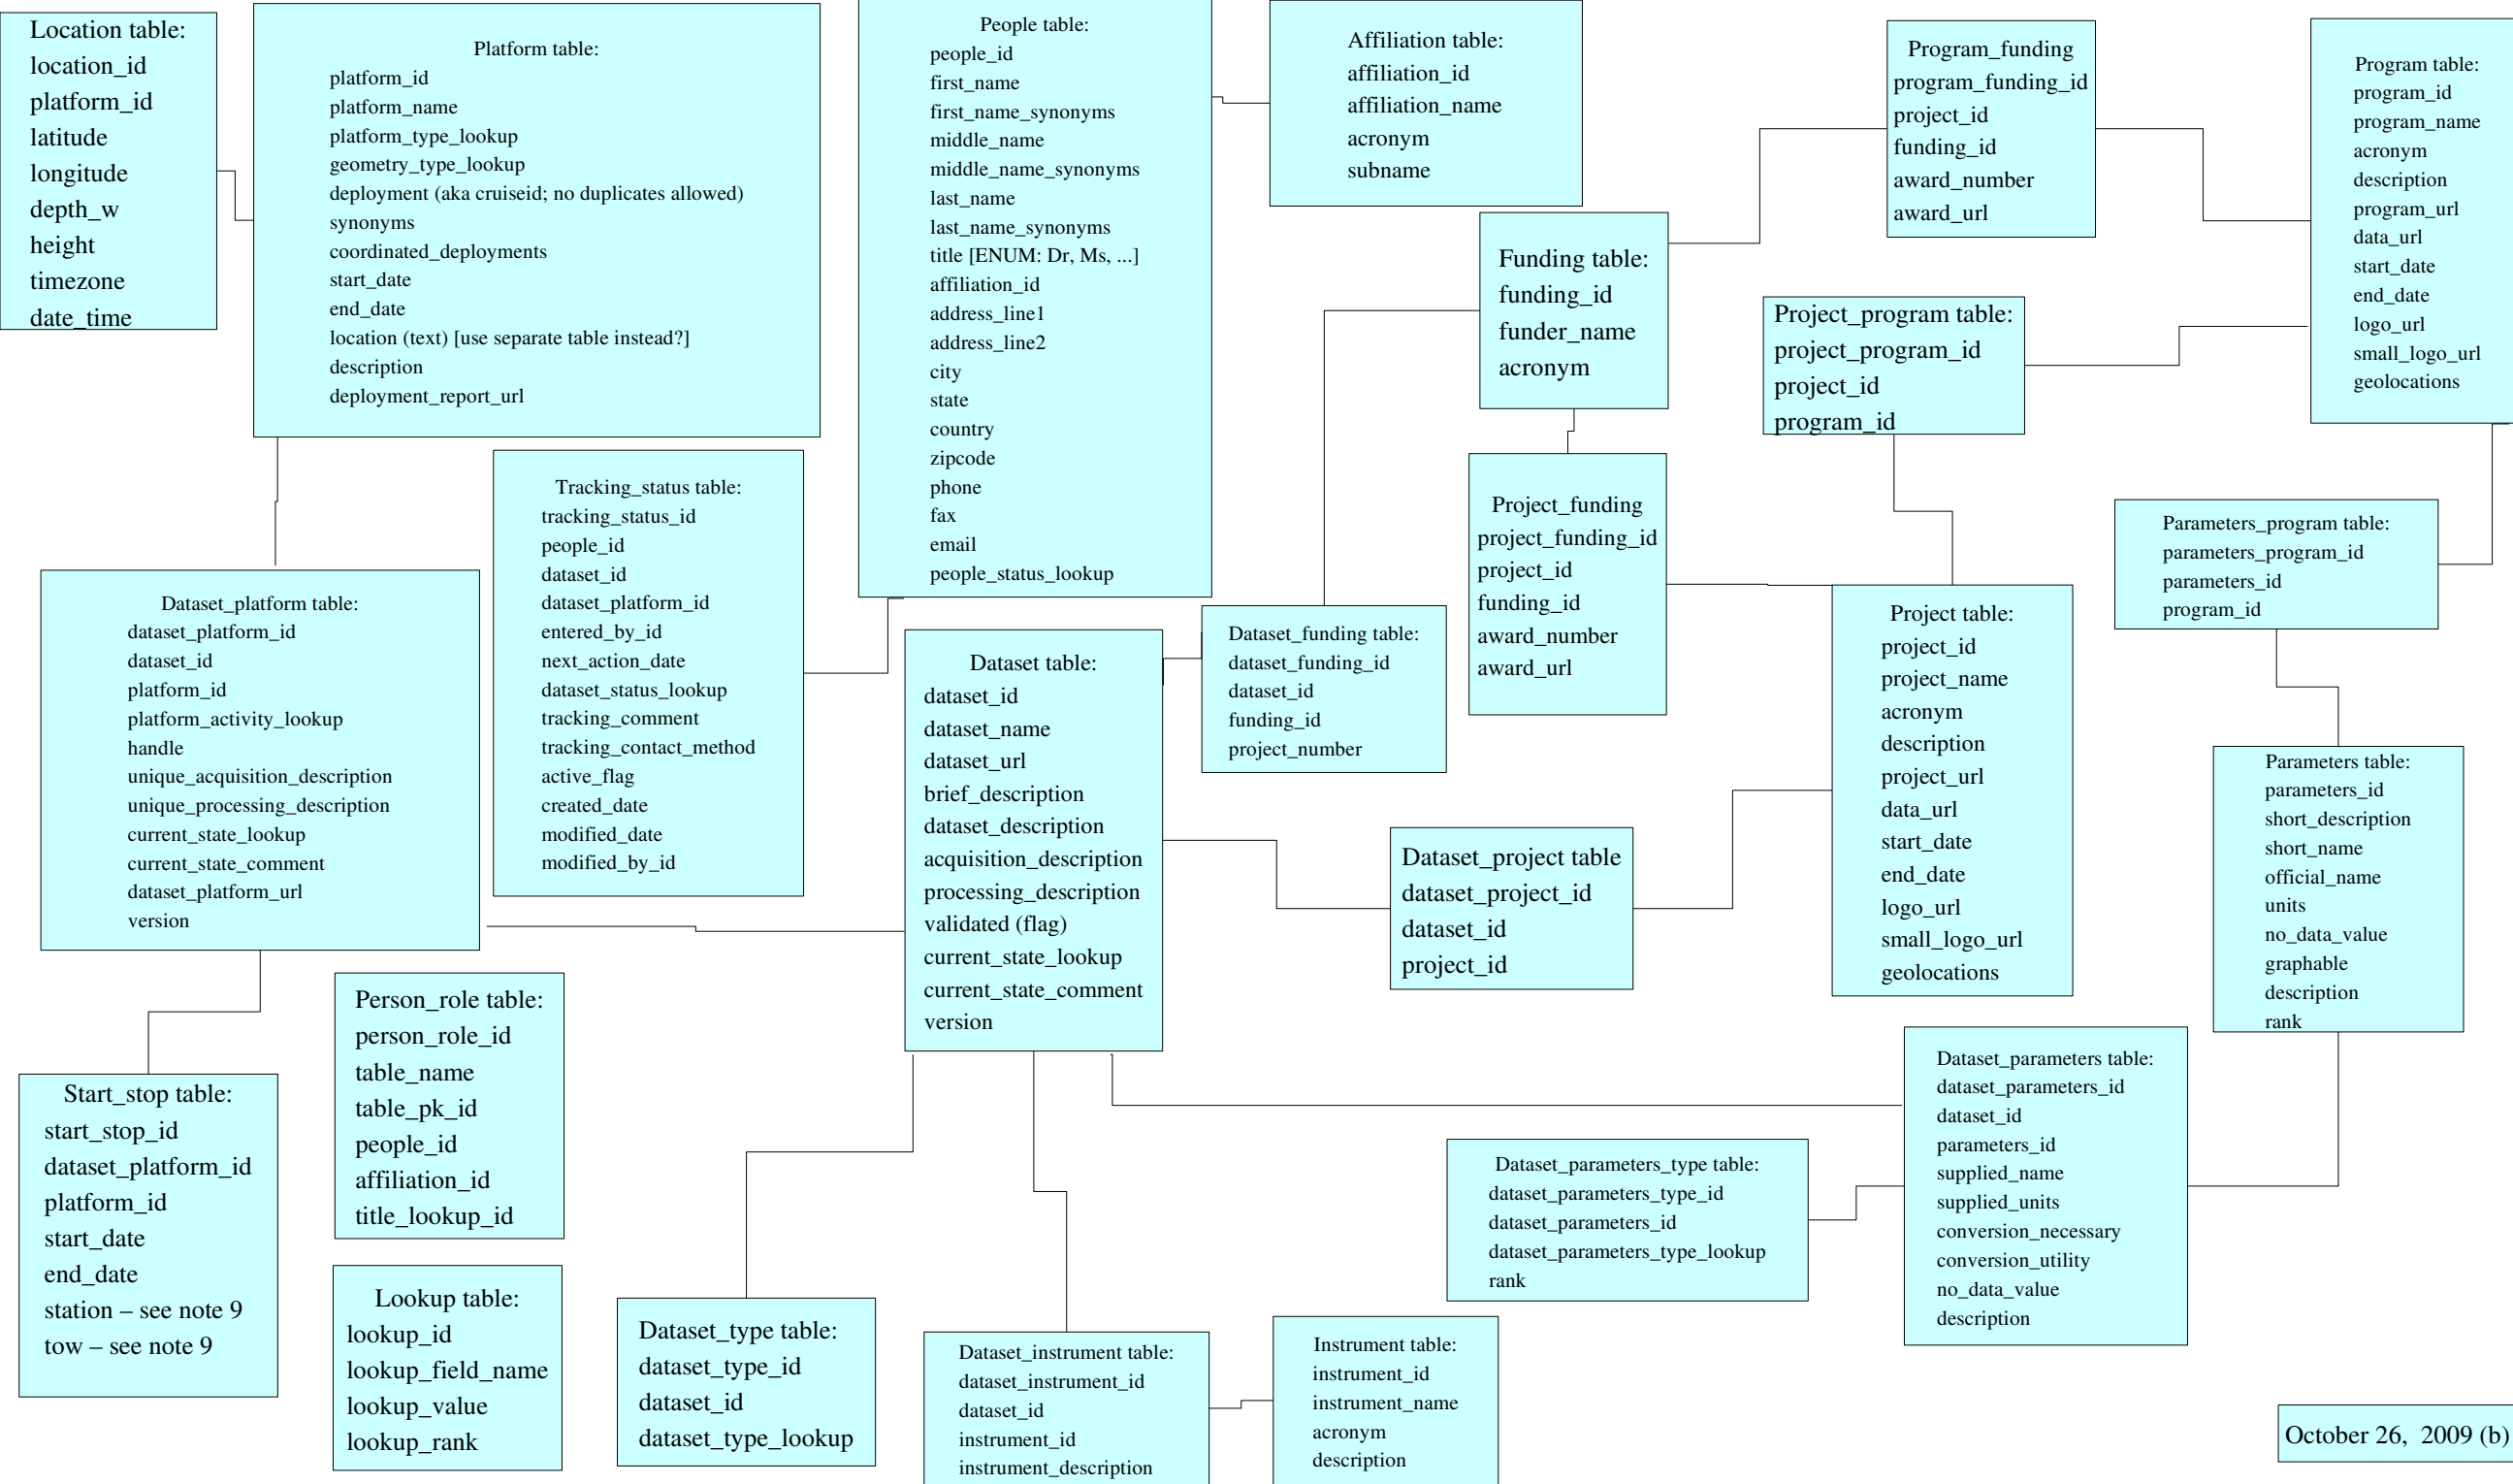 Location table:
location_id
platform_id
latitude
longitude
depth_w
height
timezone
date_time
Platform table:
platform_id
platform_name
platform_type_lookup
geometry_type_lookup
deployment (aka cruiseid; no duplicates allowed)
synonyms
coordinated_deployments
start_date
end_date
location (text) [use separate table instead?]
description
deployment_report_url
People table:
people_id
first_name
first_name_synonyms
middle_name
middle_name_synonyms
last_name
last_name_synonyms
title [ENUM: Dr, Ms, ...]
affiliation_id
address_line1
address_line2
city
state
country
zipcode
phone
fax
email
people_status_lookup
Affiliation table:
affiliation_id
affiliation_name
acronym
subname
Program_funding
program_funding_id
project_id
funding_id
award_number
award_url
Program table:
program_id
program_name
acronym
description
program_url
data_url
start_date
end_date
logo_url
small_logo_url
geolocations
Funding table:
funding_id
funder_name
acronym
Project_program table:
project_program_id
project_id
program_id
Tracking_status table:
tracking_status_id
people_id
dataset_id
dataset_platform_id
entered_by_id
next_action_date
dataset_status_lookup
tracking_comment
tracking_contact_method
active_flag
created_date
modified_date
modified_by_id
Project_funding
project_funding_id
project_id
funding_id
award_number
award_url
Parameters_program table:
parameters_program_id
parameters_id
program_id
Dataset_platform table:
dataset_platform_id
dataset_id
platform_id
platform_activity_lookup
handle
unique_acquisition_description
unique_processing_description
current_state_lookup
current_state_comment
dataset_platform_url
version
Dataset table:
dataset_id
dataset_name
dataset_url
brief_description
dataset_description
acquisition_description
processing_description
validated (flag)
current_state_lookup
current_state_comment
version
Dataset_funding table:
dataset_funding_id
dataset_id
funding_id
project_number
Project table:
project_id
project_name
acronym
description
project_url
data_url
start_date
end_date
logo_url
small_logo_url
geolocations
Parameters table:
parameters_id
short_description
short_name
official_name
units
no_data_value
graphable
description
rank
Dataset_project table
dataset_project_id
dataset_id
project_id
Person_role table:
person_role_id
table_name
table_pk_id
people_id
affiliation_id
title_lookup_id
Start_stop table:
start_stop_id
dataset_platform_id
platform_id
start_date
end_date
station – see note 9
tow – see note 9
Lookup table:
lookup_id
lookup_field_name
lookup_value
lookup_rank
Dataset_type table:
dataset_type_id
dataset_id
dataset_type_lookup
Dataset_instrument table:
dataset_instrument_id
dataset_id
instrument_id
instrument_description
Instrument table:
instrument_id
instrument_name
acronym
description
Dataset_parameters_type table:
dataset_parameters_type_id
dataset_parameters_id
dataset_parameters_type_lookup
rank
Dataset_parameters table:
dataset_parameters_id
dataset_id
parameters_id
supplied_name
supplied_units
conversion_necessary
conversion_utility
no_data_value
description
October 26, 2009 (b)